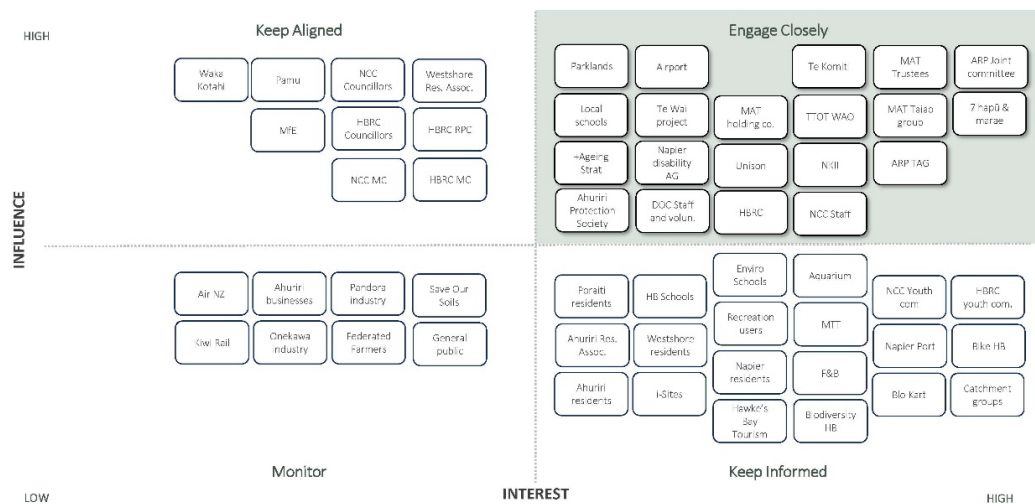 HIGH
Keep Aligned
Waka
Kotahi
Pamu
NCC
Councillors
Westshore
Res. Assoc.
MfE
HBRC
Councillors
HBRC RPC
NCC MC
HBRC MC
Engage Closely
Parklands
Airport
Te Komiti
MAT
Trustees
ARP Joint
committee
Local
schools
Te Wai
project
MAT
holding co.
TTOT WAO
MAT Taiao
group
7 hapū &
marae
+Ageing
Strat
Napier
disability
AG
Unison
NKII
ARP TAG
Ahuriri
Protection
Society
DOC Staff
and volun.
HBRC
NCC Staff
INFLUENCE
Air NZ
Ahuriri
businesses
Pandora
industry
Save Our
Soils
Kiwi Rail
Onekawa
industry
Federated
Farmers
General
public
Monitor
Poraiti
residents
HB Schools
Enviro
Schools
Aquarium
NCC Youth
com
HBRC
youth com.
Ahuriri Res.
Assoc.
Westshore
residents
Recreation
users
MTT
Napier Port
Bike HB
Ahuriri
residents
i-Sites
Napier
residents
F&B
Blo Kart
Catchment
groups
Hawke's
Bay
Tourism
Biodiversity
HB
Keep Informed
LOW
INTEREST
HIGH